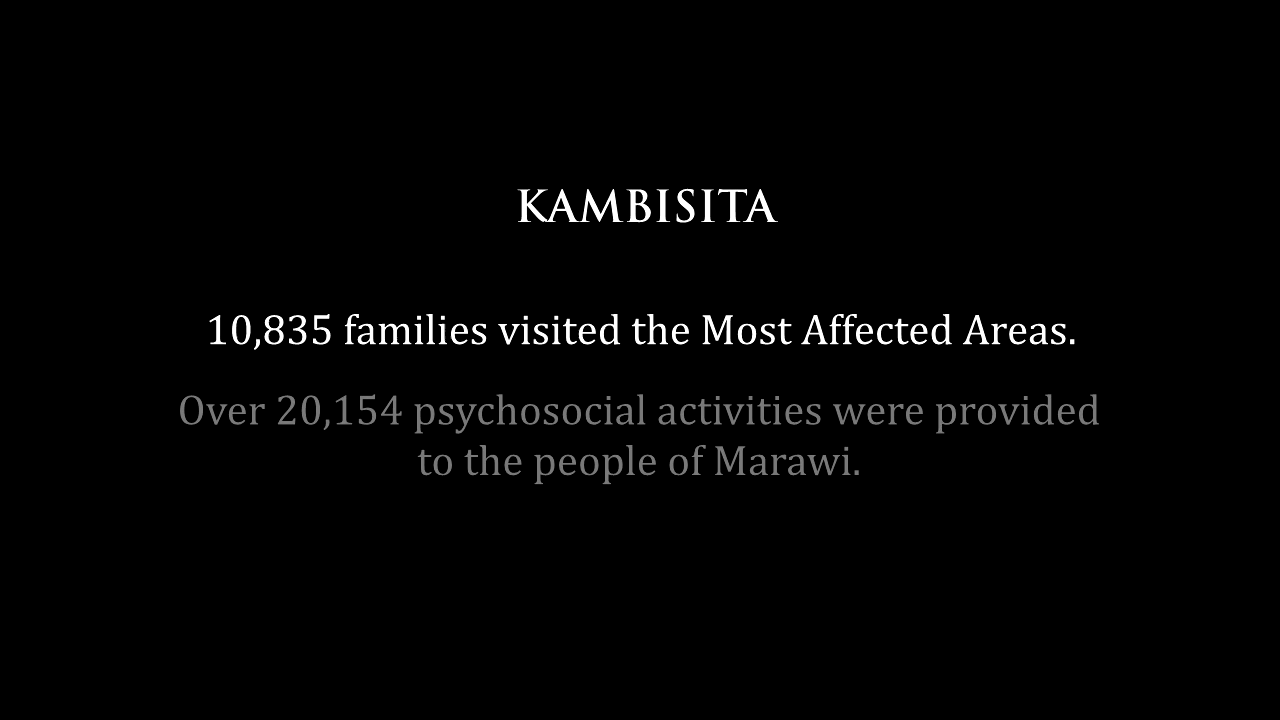 KAMBISITA
10,835 families visited the Most Affected Areas.
Over 20,154 psychosocial activities were provided
to the people of Marawi.